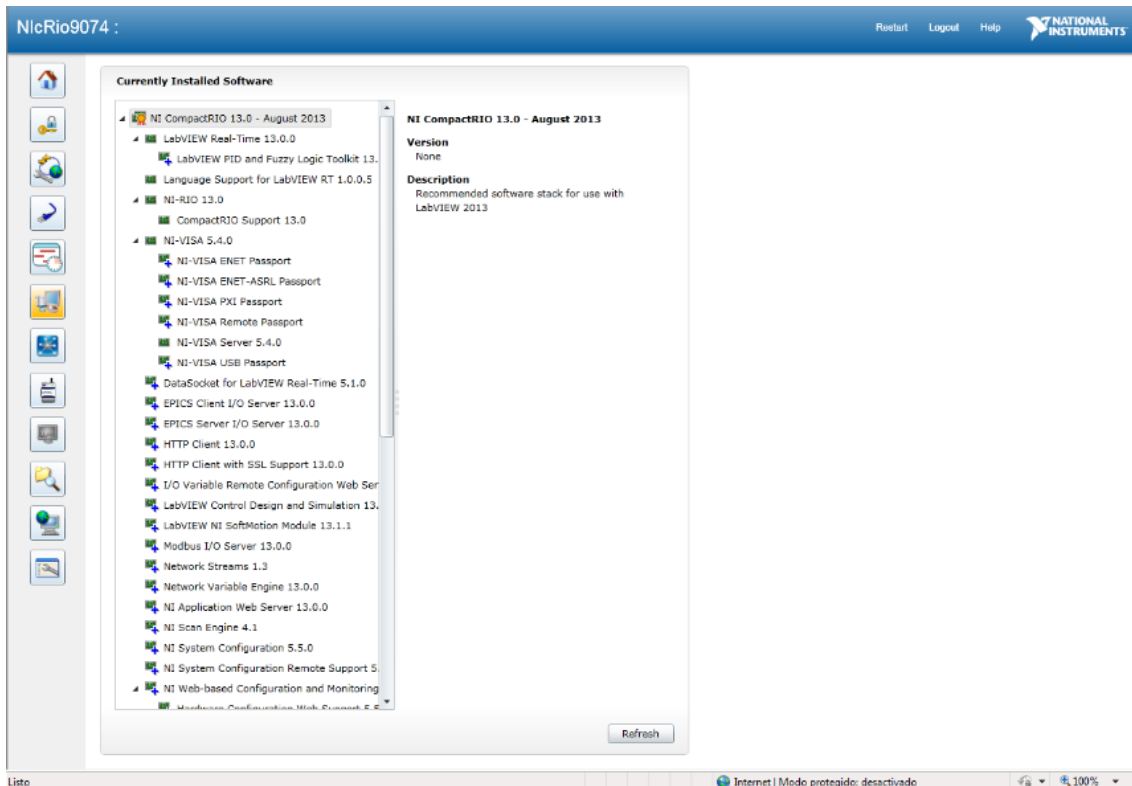 NIcRio9074 :
Restart Logout Help
NATIONAL
INSTRUMENTS
Currently Installed Software
NI CompactRIO 13.0 - August 2013
LabVIEW Real-Time 13.0.0
LabVIEW PID and Fuzzy Logic Toolkit 13.
Language Support for LabVIEW RT 1.0.0.5
NI-RIO 13.0
CompactRIO Support 13.0
NI-VISA 5.4.0
NI-VISA ENET Passport
NI-VISA ENET-ASRL Passport
NI-VISA PXI Passport
NI-VISA Remote Passport
NI-VISA Server 5.4.0
NI-VISA USB Passport
DataSocket for LabVIEW Real-Time 5.1.0
EPICS Client I/O Server 13.0.0
EPICS Server I/O Server 13.0.0
HTTP Client 13.0.0
HTTP Client with SSL Support 13.0.0
I/O Variable Remote Configuration Web Ser
LabVIEW Control Design and Simulation 13.
LabVIEW NI SoftMotion Module 13.1.1
Modbus I/O Server 13.0.0
Network Streams 1.3
Network Variable Engine 13.0.0
NI Application Web Server 13.0.0
NI Scan Engine 4.1
NI System Configuration 5.5.0
NI System Configuration Remote Support 5.
NI Web-based Configuration and Monitoring
Hardware Configuration Web Support 5.5
NI CompactRIO 13.0 - August 2013
Version
None
Description
Recommended software stack for use with
LabVIEW 2013
Refresh
Listo
Internet | Modo protegido: desactivado
100%